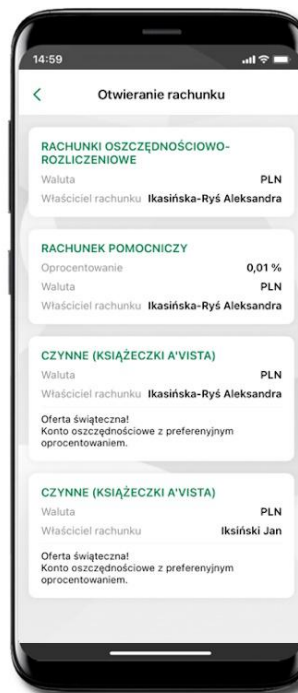 14:59
Otwieranie rachunku
RACHUNKI OSZCZĘDNOŚCIOWO-
ROZLICZENIOWE
Waluta PLN
Właściciel rachunku Ikasińska-Ryś Aleksandra
RACHUNEK POMOCNICZY
Oprocentowanie 0,01 %
Waluta PLN
Właściciel rachunku Ikasińska-Ryś Aleksandra
CZYNNE (KSIĄŻECZKI A'VISTA)
Waluta PLN
Właściciel rachunku Ikasińska-Ryś Aleksandra
Oferta świąteczna!
Konto oszczędnościowe z preferenyjnym
oprocentowaniem.
CZYNNE (KSIĄŻECZKI A'VISTA)
Waluta PLN
Właściciel rachunku Iksiński Jan
Oferta świąteczna!
Konto oszczędnościowe z preferenyjnym
oprocentowaniem.